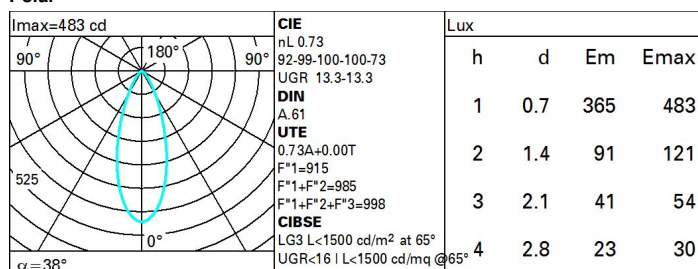 Imax=483 cd
90°
180°
90°
525
0°
α=38°
CIE
nL 0.73
92-99-100-100-73
UGR 13.3-13.3
DIN
A.61
UTE
0.73A+0.00T
F"1=915
F"1+F"2=985
F"1+F"2+F"3=998
CIBSE
LG3 L<1500 cd/m² at 65°
UGR<16 | L<1500 cd/mq @65°
Lux
h d Em Emax
1 0.7 365 483
2 1.4 91 121
3 2.1 41 54
4 2.8 23 30